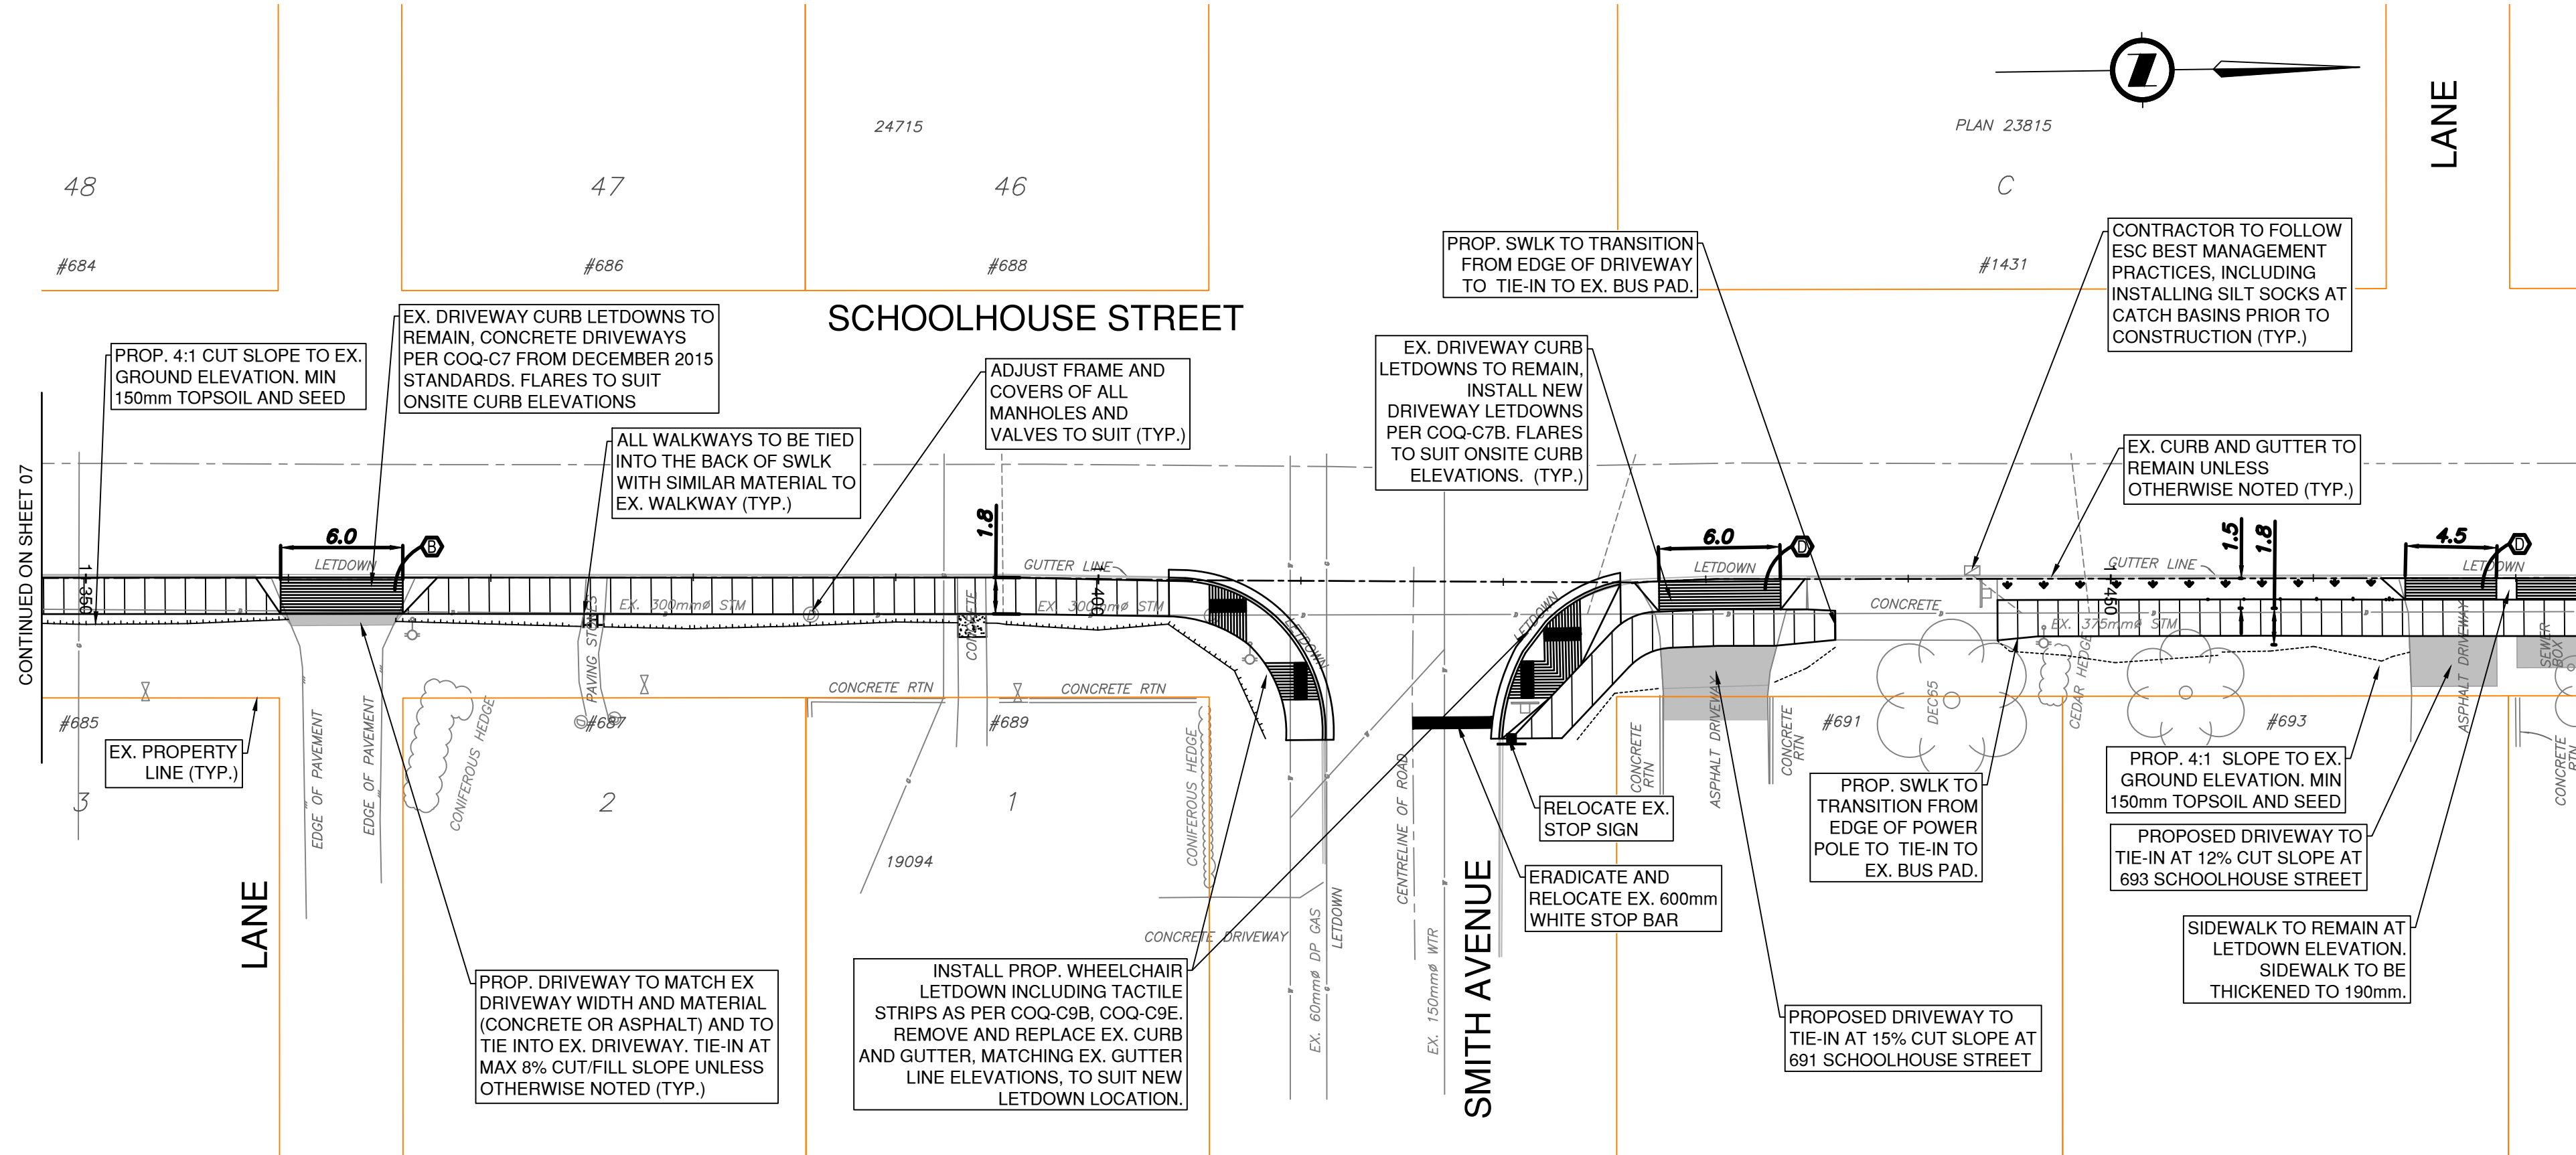 24715
PLAN 23815
LANE
48
47
46
C
#684
#686
#688
#1431
SCHOOLHOUSE STREET
PROP. SWLK TO TRANSITION
FROM EDGE OF DRIVEWAY
TO TIE-IN TO EX. BUS PAD.
CONTRACTOR TO FOLLOW
ESC BEST MANAGEMENT
PRACTICES, INCLUDING
INSTALLING SILT SOCKS AT
CATCH BASINS PRIOR TO
CONSTRUCTION (TYP.)
PROP. 4:1 CUT SLOPE TO EX.
GROUND ELEVATION. MIN
150mm TOPSOIL AND SEED
EX. DRIVEWAY CURB LETDOWNS TO
REMAIN, CONCRETE DRIVEWAYS
PER COQ-C7 FROM DECEMBER 2015
STANDARDS. FLARES TO SUIT
ONSITE CURB ELEVATIONS
ALL WALKWAYS TO BE TIED
INTO THE BACK OF SWLK
WITH SIMILAR MATERIAL TO
EX. WALKWAY (TYP.)
ADJUST FRAME AND
COVERS OF ALL
MANHOLES AND
VALVES TO SUIT (TYP.)
EX. DRIVEWAY CURB
LETDOWNS TO REMAIN,
INSTALL NEW
DRIVEWAY LETDOWNS
PER COQ-C7B. FLARES
TO SUIT ONSITE CURB
ELEVATIONS. (TYP.)
EX. CURB AND GUTTER TO
REMAIN UNLESS
OTHERWISE NOTED (TYP.)
CONTINUED ON SHEET 07
6.0
B
LETDOWN
1+350
1.8
GUTTER LINE
1+400
EX. 300mmø STM
EX. 300mmø STM
PAVING STONES
CONCRETE
LETDOWN
LETDOWN
6.0
D
LETDOWN
CONCRETE
1.5
1.8
GUTTER LINE
1+450
EX. 375mmø STM
4.5
D
LETDOWN
CONCRETE RTN
CONCRETE RTN
#685
#687
#689
#691
#693
EX. PROPERTY
LINE (TYP.)
EDGE OF PAVEMENT
EDGE OF PAVEMENT
CONIFEROUS HEDGE
CONIFEROUS HEDGE
CENTRELINE OF ROAD
CONCRETE
RTN
ASPHALT DRIVEWAY
CONCRETE
RTN
DEC65
CEDAR HEDGE
ASPHALT DRIVEWAY
SEWER
BOX
CONCRETE
RTN
3
2
1
19094
LANE
CONCRETE DRIVEWAY
EX. 60mmø DP GAS
LETDOWN
EX. 150mmø WTR
SMITH AVENUE
RELOCATE EX.
STOP SIGN
ERADICATE AND
RELOCATE EX. 600mm
WHITE STOP BAR
PROP. SWLK TO
TRANSITION FROM
EDGE OF POWER
POLE TO TIE-IN TO
EX. BUS PAD.
PROP. 4:1 SLOPE TO EX.
GROUND ELEVATION. MIN
150mm TOPSOIL AND SEED
PROPOSED DRIVEWAY TO
TIE-IN AT 12% CUT SLOPE AT
693 SCHOOLHOUSE STREET
SIDEWALK TO REMAIN AT
LETDOWN ELEVATION.
SIDEWALK TO BE
THICKENED TO 190mm.
PROP. DRIVEWAY TO MATCH EX
DRIVEWAY WIDTH AND MATERIAL
(CONCRETE OR ASPHALT) AND TO
TIE INTO EX. DRIVEWAY. TIE-IN AT
MAX 8% CUT/FILL SLOPE UNLESS
OTHERWISE NOTED (TYP.)
INSTALL PROP. WHEELCHAIR
LETDOWN INCLUDING TACTILE
STRIPS AS PER COQ-C9B, COQ-C9E.
REMOVE AND REPLACE EX. CURB
AND GUTTER, MATCHING EX. GUTTER
LINE ELEVATIONS, TO SUIT NEW
LETDOWN LOCATION.
PROPOSED DRIVEWAY TO
TIE-IN AT 15% CUT SLOPE AT
691 SCHOOLHOUSE STREET